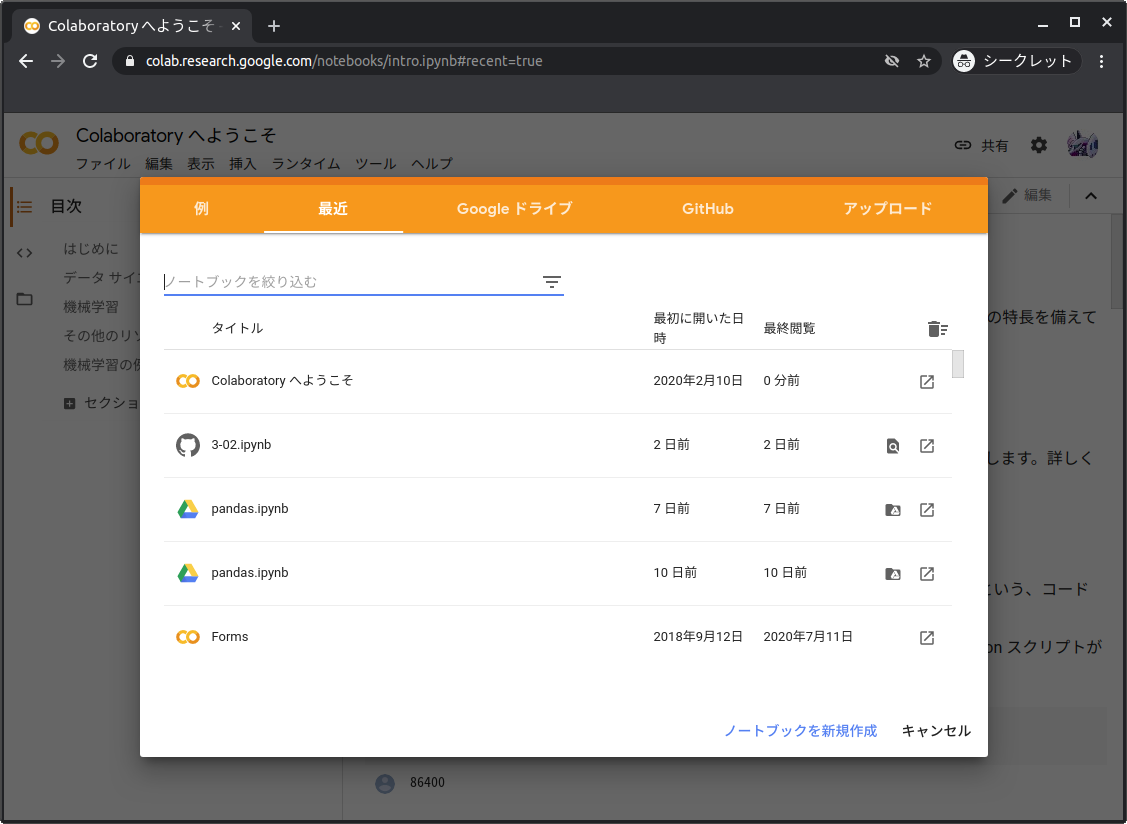 Colaboratory へようこそ
colab.research.google.com/notebooks/intro.ipynb#recent=true
シークレット
Colaboratory へようこそ
ファイル 編集 表示 挿入 ランタイム ツール ヘルプ
共有
目次
編集
はじめに
データ サイエ
機械学習
その他のリソ
機械学習の使
セクショ
例 最近 Google ドライブ GitHub アップロード
ノートブックを絞り込む
タイトル 最初に開いた日時 最終閲覧
Colaboratory へようこそ 2020年2月10日 0 分前
3-02.ipynb 2 日前 2 日前
pandas.ipynb 7 日前 7 日前
pandas.ipynb 10 日前 10 日前
Forms 2018年9月12日 2020年7月11日
ノートブックを新規作成 キャンセル
の特長を備えて
します。詳しく
という、コード
on スクリプトが
86400